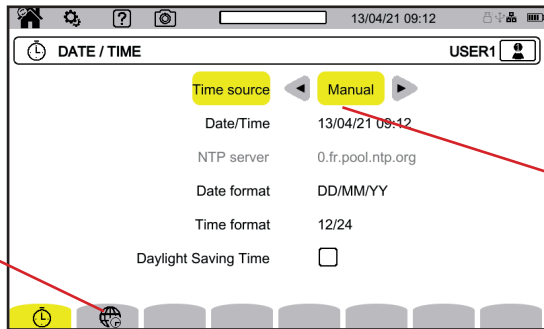 ? 13/04/21 09:12
DATE / TIME USER1
Time source Manual
Date/Time 13/04/21 09:12
NTP server 0.fr.pool.ntp.org
Date format DD/MM/YY
Time format 12/24
Daylight Saving Time